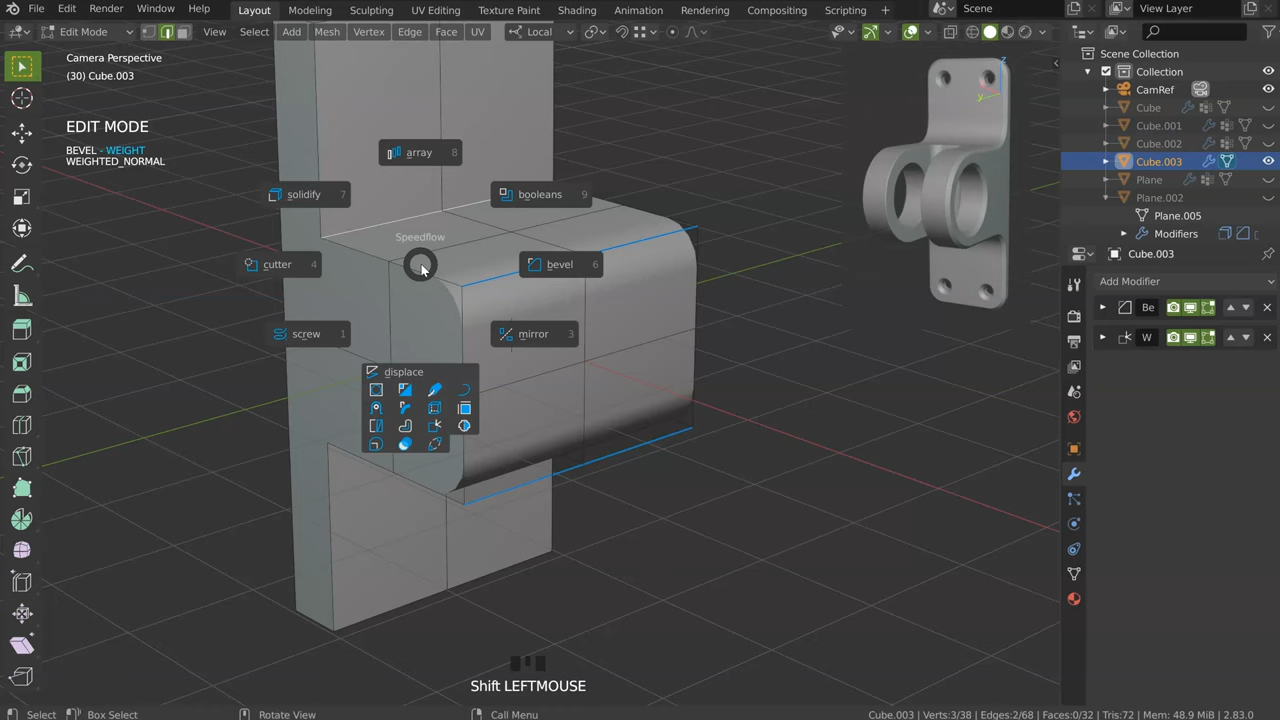 File Edit Render Window Help Layout Modeling Sculpting UV Editing Texture Paint Shading Animation Rendering Compositing Scripting + Scene View Layer
Edit Mode View Select Add Mesh Vertex Edge Face UV Local
Camera Perspective
(30) Cube.003
EDIT MODE
BEVEL - WEIGHT
WEIGHTED_NORMAL
array 8
solidify 7
booleans 9
Speedflow
cutter 4
bevel 6
screw 1
mirror 3
displace
Shift LEFTMOUSE
z
y
Scene Collection
Collection
CamRef
Cube
Cube.001
Cube.002
Cube.003
Plane
Plane.002
Plane.005
Modifiers
Cube.003
Add Modifier
Be
W
Select Box Select Rotate View Call Menu Cube.003 | Verts:3/38 | Edges:2/68 | Faces:0/32 | Tris:72 | Mem: 48.9 MiB | 2.83.0